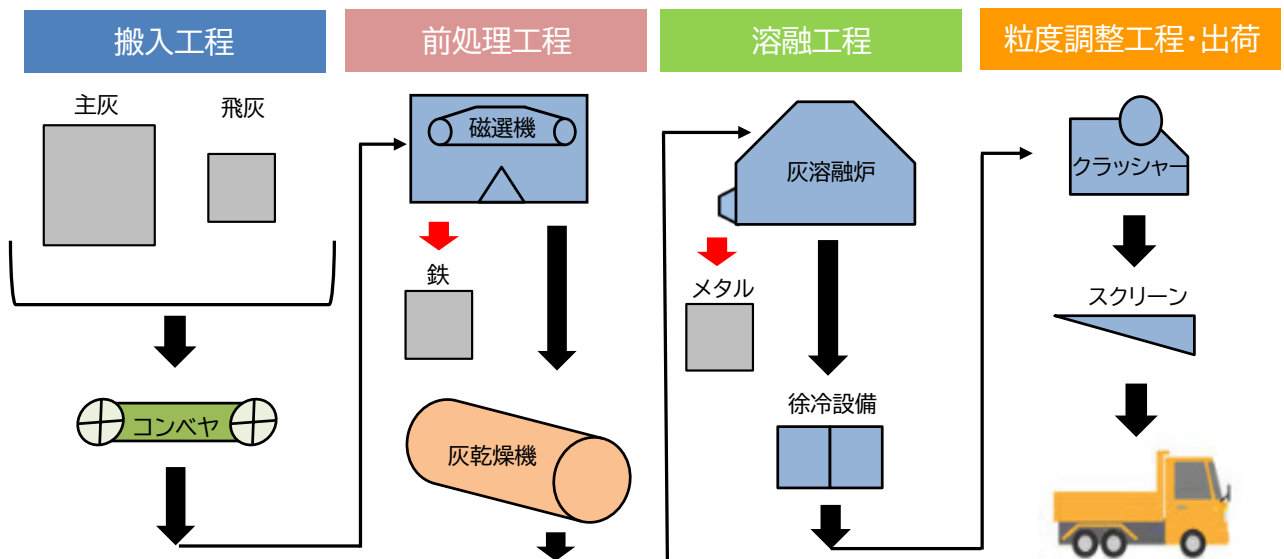 搬入工程
前処理工程
溶融工程
粒度調整工程・出荷
主灰
飛灰
コンベヤ
磁選機
鉄
灰乾燥機
灰溶融炉
メタル
徐冷設備
クラッシャー
スクリーン